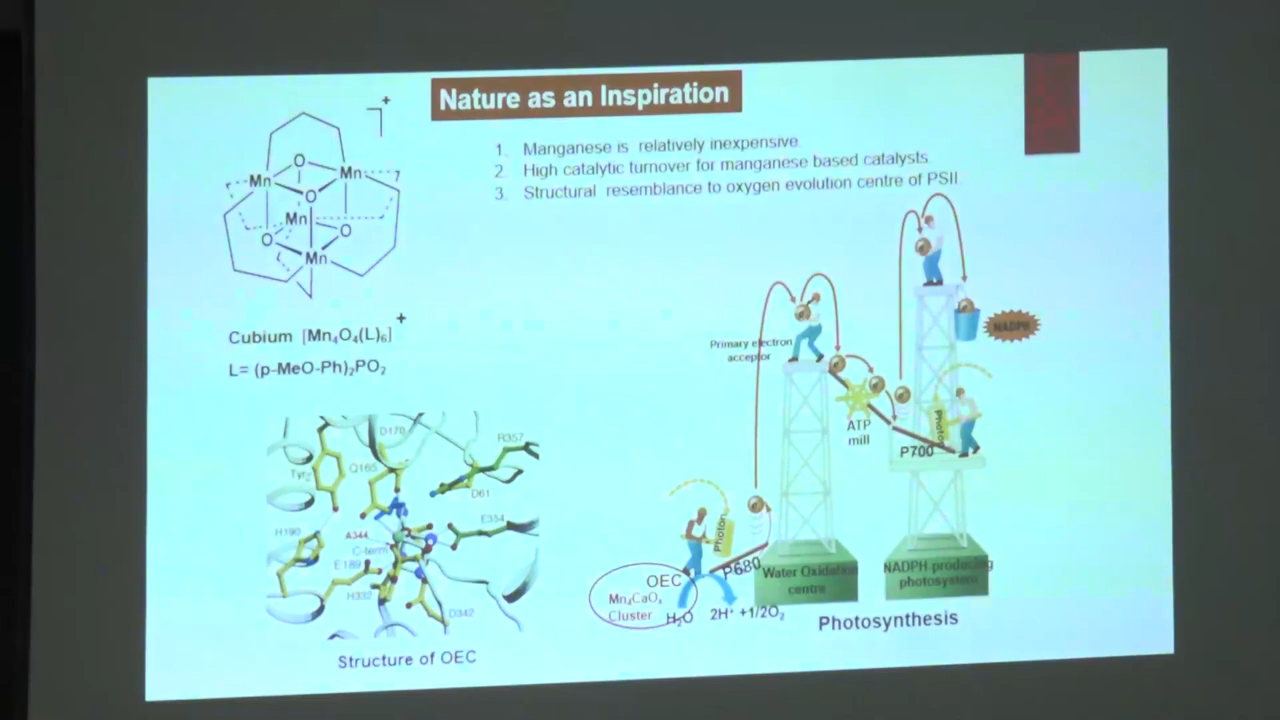 Nature as an Inspiration
1. Manganese is relatively inexpensive.
2. High catalytic turnover for manganese based catalysts.
3. Structural resemblance to oxygen evolution centre of PSII.
+
O
Mn
Mn
O
Mn
O
O
Mn
Cubium [Mn₄O₄(L)₆]⁺
L= (p-MeO-Ph)₂PO₂
D170
R357
Q165
D61
H190
A344
E354
C-term
E189
H332
D342
Structure of OEC
Primary electron
acceptor
ATP
mill
NADPH
Photon
P700
Photon
P680
OEC
Cluster
H₂O
2H⁺ +1/2O₂
Water Oxidation
centre
NADPH producing
photosystem
Photosynthesis